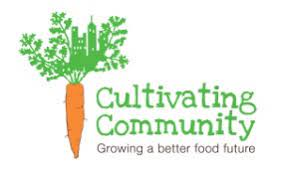 Cultivating
Community
Growing a better food future